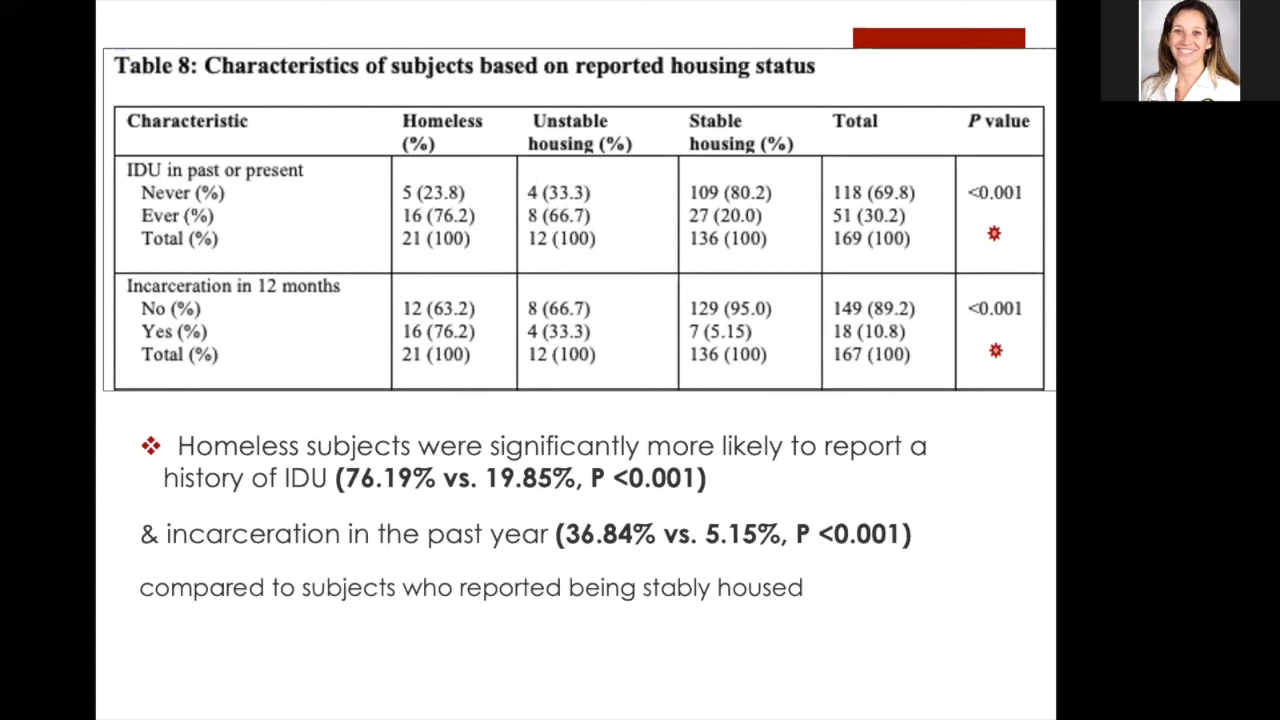 Table 8: Characteristics of subjects based on reported housing status
Characteristic Homeless (%) Unstable housing (%) Stable housing (%) Total P value
IDU in past or present
Never (%) 5 (23.8) 4 (33.3) 109 (80.2) 118 (69.8) <0.001
Ever (%) 16 (76.2) 8 (66.7) 27 (20.0) 51 (30.2)
Total (%) 21 (100) 12 (100) 136 (100) 169 (100)
Incarceration in 12 months
No (%) 12 (63.2) 8 (66.7) 129 (95.0) 149 (89.2) <0.001
Yes (%) 16 (76.2) 4 (33.3) 7 (5.15) 18 (10.8)
Total (%) 21 (100) 12 (100) 136 (100) 167 (100)
Homeless subjects were significantly more likely to report a
history of IDU (76.19% vs. 19.85%, P <0.001)
& incarceration in the past year (36.84% vs. 5.15%, P <0.001)
compared to subjects who reported being stably housed